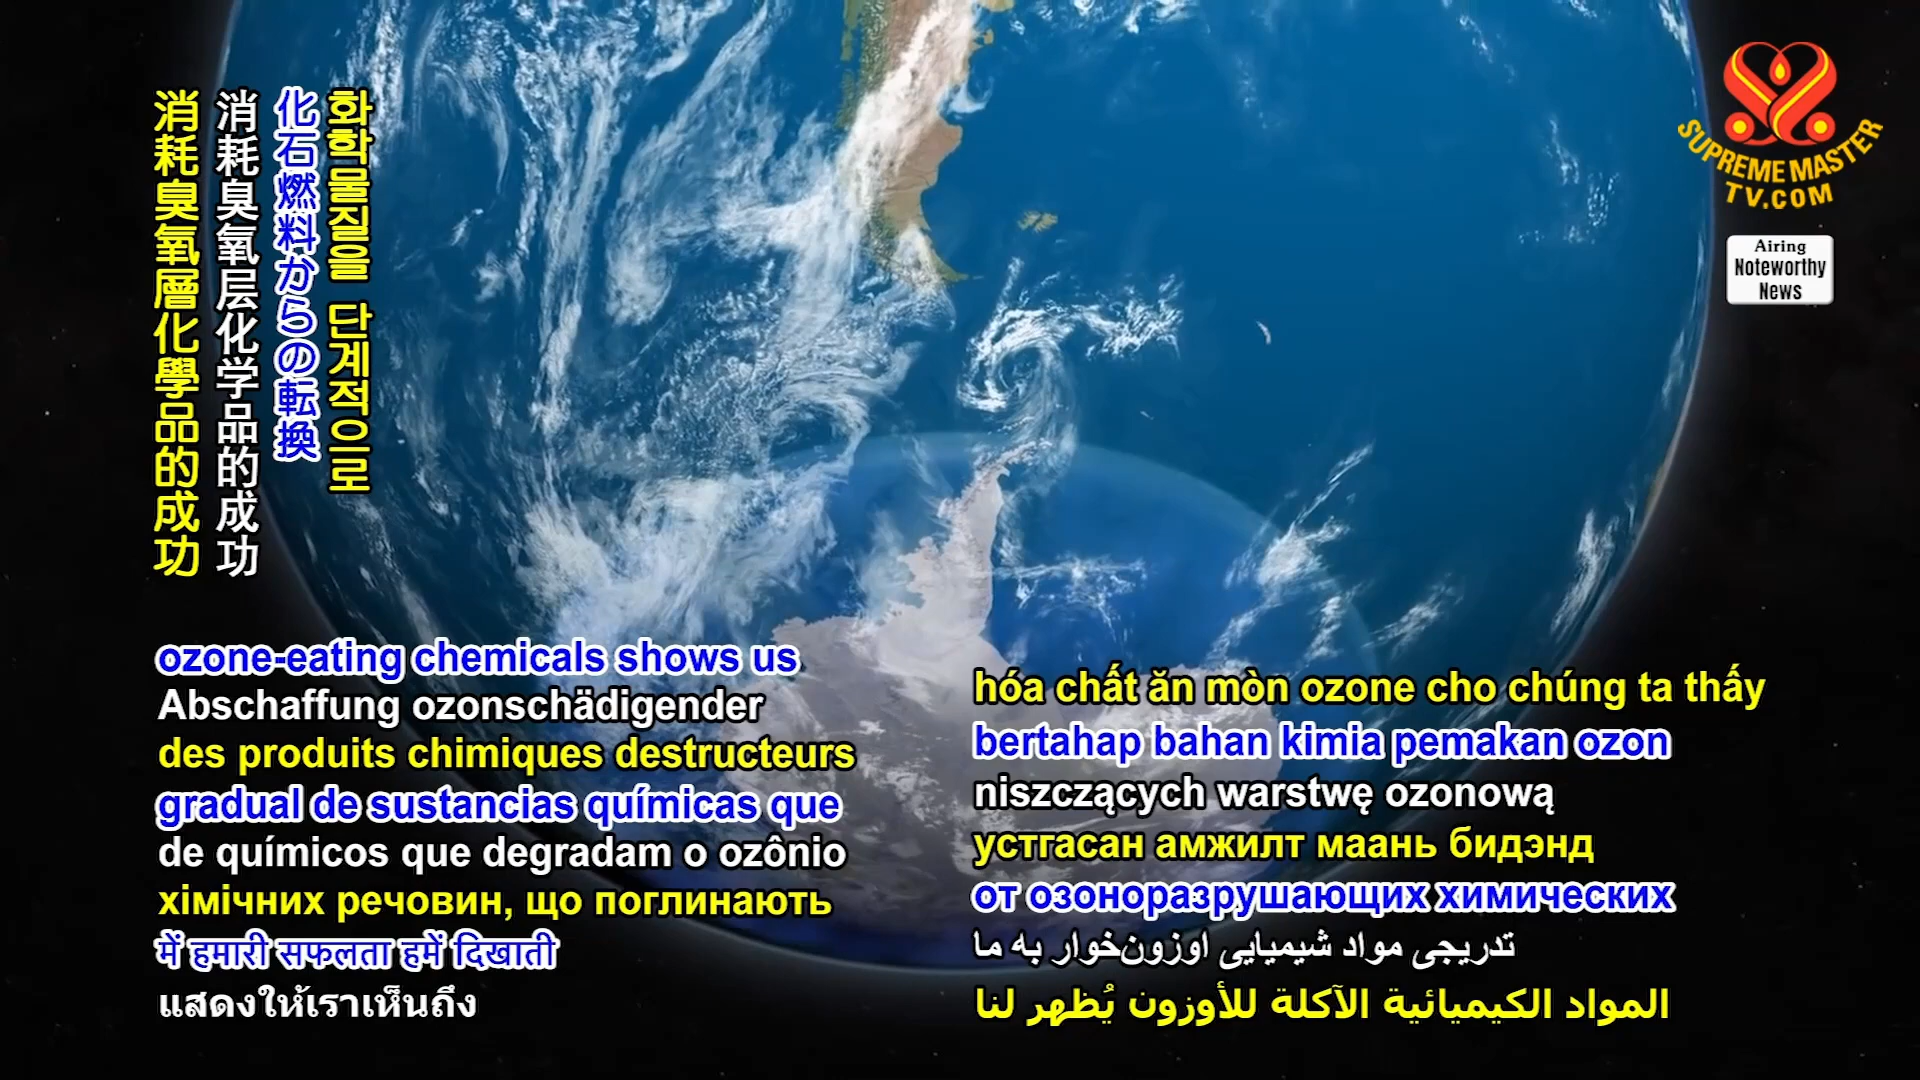 消耗臭氧層化學品的成功
消耗臭氧层化学品的成功
化石燃料からの転換
화학물질을 단계적으로
SUPREME MASTER
TV.COM
Airing
Noteworthy
News
ozone-eating chemicals shows us
Abschaffung ozonschädigender
des produits chimiques destructeurs
gradual de sustancias químicas que
de químicos que degradam o ozônio
хімічних речовин, що поглинають
में हमारी सफलता हमें दिखाती
แสดงให้เราเห็นถึง
hóa chất ăn mòn ozone cho chúng ta thấy
bertahap bahan kimia pemakan ozon
niszczących warstwę ozonową
устгасан амжилт маань бидэнд
от озоноразрушающих химических
تدریجی مواد شیمیایی اوزون‌خوار به ما
المواد الكيميائية الآكلة للأوزون يُظهر لنا